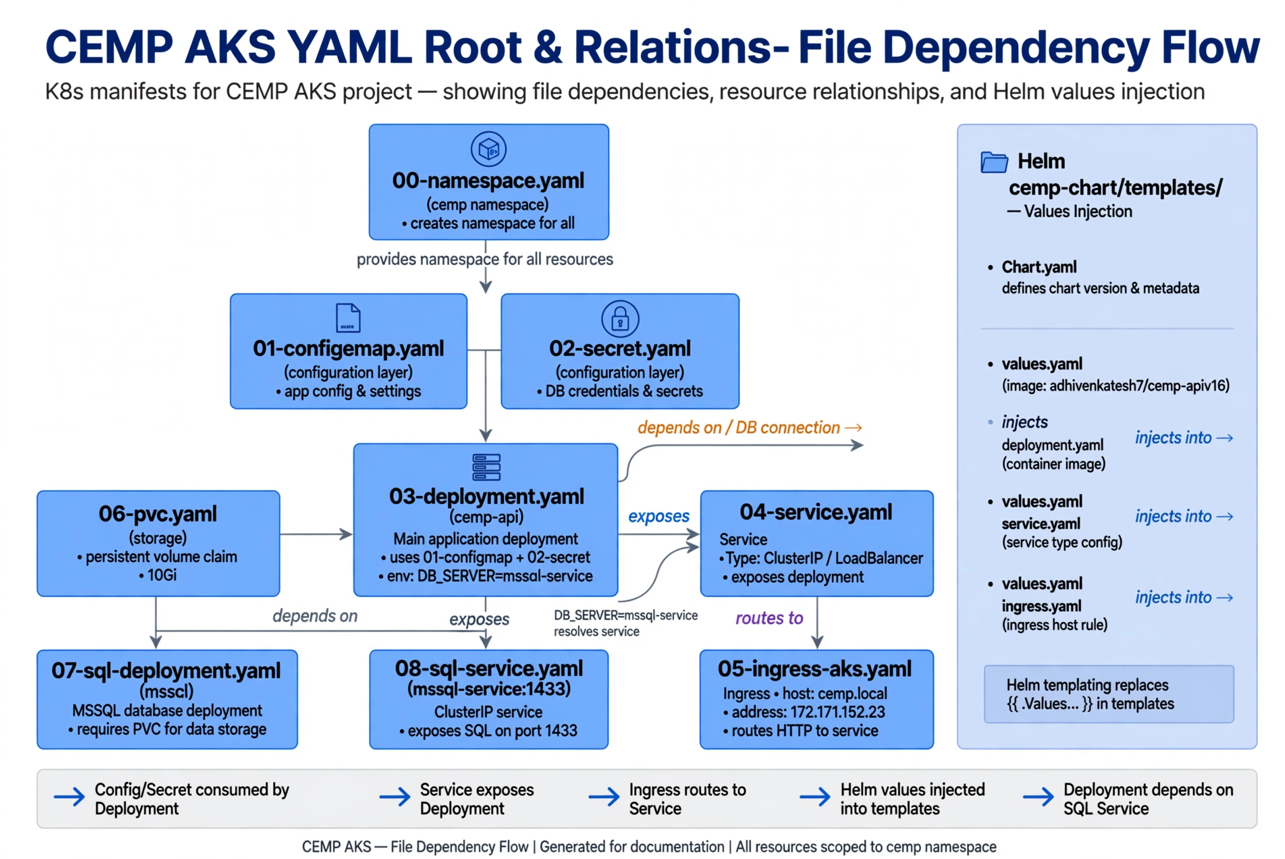 CEMP AKS YAML Root & Relations- File Dependency Flow
K8s manifests for CEMP AKS project — showing file dependencies, resource relationships, and Helm values injection
00-namespace.yaml
(cemp namespace)
• creates namespace for all
provides namespace for all resources
01-configemap.yaml
(configuration layer)
• app config & settings
02-secret.yaml
(configuration layer)
• DB credentials & secrets
depends on / DB connection →
03-deployment.yaml
(cemp-api)
Main application deployment
• uses 01-configmap + 02-secret
• env: DB_SERVER=mssql-service
06-pvc.yaml
(storage)
• persistent volume claim
• 10Gi
exposes
04-service.yaml
Service
• Type: ClusterIP / LoadBalancer
• exposes deployment
depends on
exposes
DB_SERVER=mssql-service
resolves service
routes to
07-sql-deployment.yaml
(msscl)
MSSQL database deployment
• requires PVC for data storage
08-sql-service.yaml
(mssql-service:1433)
ClusterIP service
• exposes SQL on port 1433
05-ingress-aks.yaml
Ingress • host: cemp.local
• address: 172.171.152.23
• routes HTTP to service
Helm
cemp-chart/templates/
— Values Injection
• Chart.yaml
defines chart version & metadata
• values.yaml
(image: adhivenkatesh7/cemp-apiv16)
• injects
deployment.yaml
(container image)
injects into →
• values.yaml
service.yaml
(service type config)
injects into →
• values.yaml
ingress.yaml
(ingress host rule)
injects into →
Helm templating replaces
{{ .Values... }} in templates
→ Config/Secret consumed by
Deployment
→ Service exposes
Deployment
→ Ingress routes to
Service
→ Helm values injected
into templates
→ Deployment depends on
SQL Service
CEMP AKS — File Dependency Flow | Generated for documentation | All resources scoped to cemp namespace